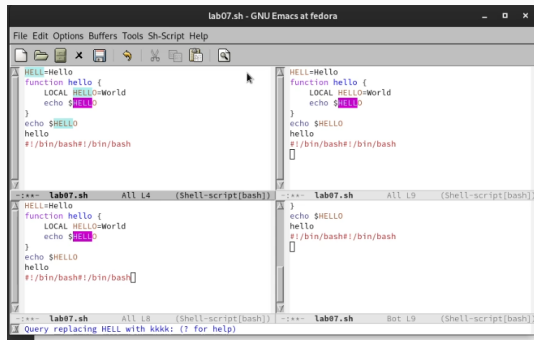 lab07.sh - GNU Emacs at fedora
File Edit Options Buffers Tools Sh-Script Help
HELL=Hello
function hello {
    LOCAL HELLO=World
    echo $HELLO
}
echo $HELLO
hello
#!/bin/bash#!/bin/bash
-:**-  lab07.sh       All L4     (Shell-script[bash])
HELL=Hello
function hello {
    LOCAL HELLO=World
    echo $HELLO
}
echo $HELLO
hello
#!/bin/bash#!/bin/bash
-:**-  lab07.sh       All L9     (Shell-script[bash])
HELL=Hello
function hello {
    LOCAL HELLO=World
    echo $HELLO
}
echo $HELLO
hello
#!/bin/bash#!/bin/bash
-:**-  lab07.sh       All L8     (Shell-script[bash])
}
echo $HELLO
hello
#!/bin/bash#!/bin/bash
-:**-  lab07.sh       Bot L9     (Shell-script[bash])
Query replacing HELL with kkkk: (? for help)